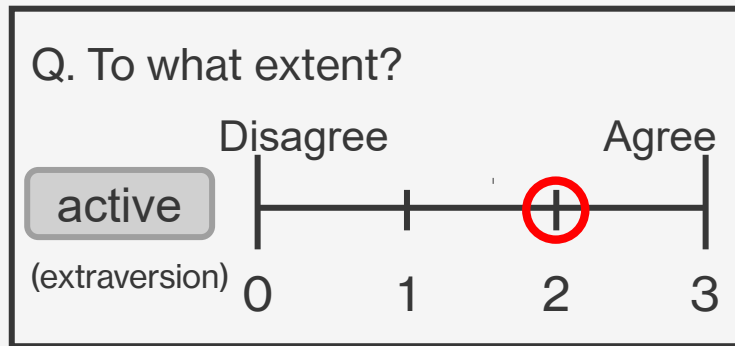 Q. To what extent?
Disagree Agree
active
(extraversion)
0 1 2 3